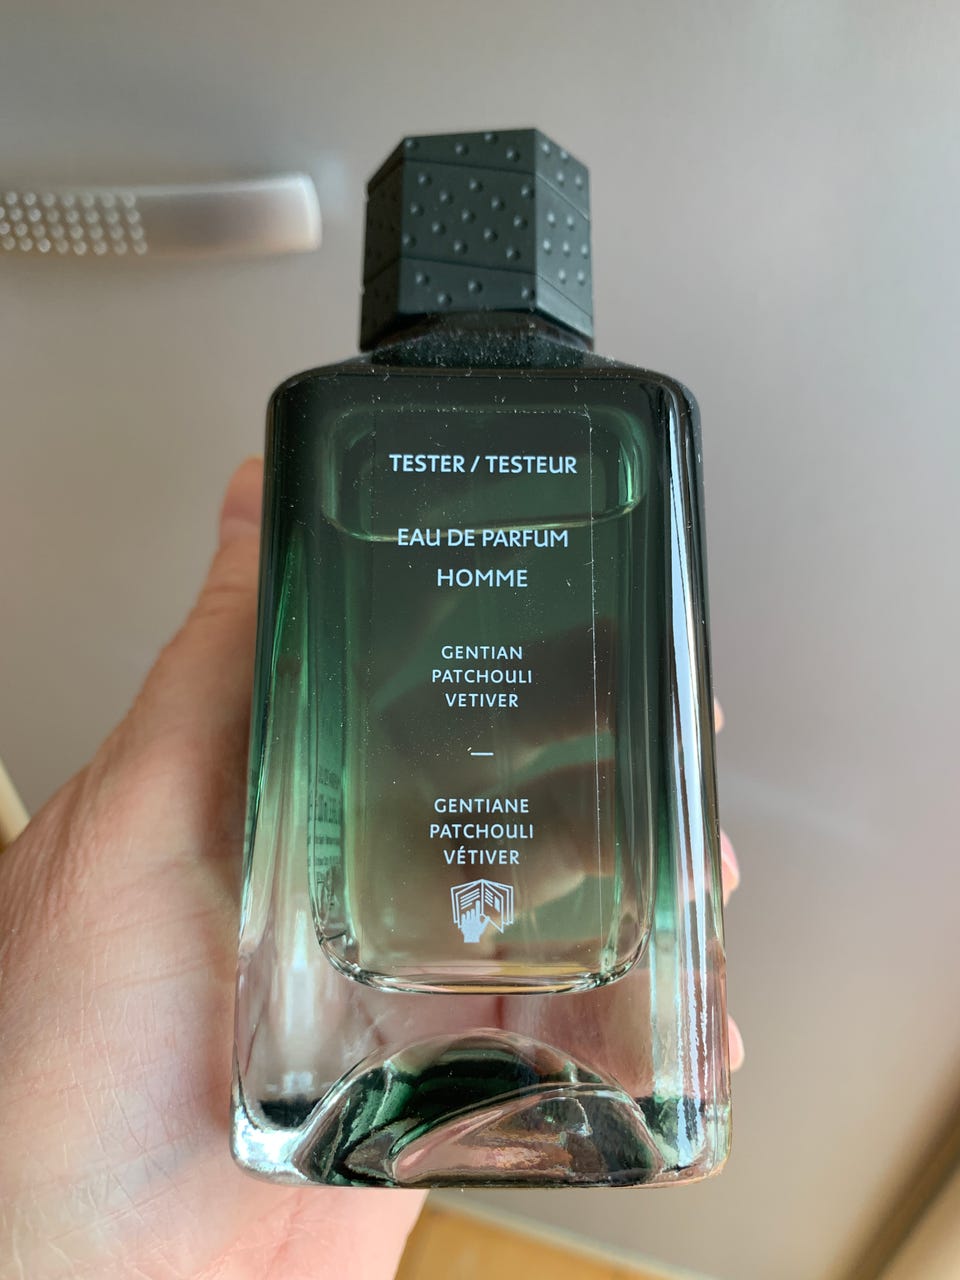 TESTER / TESTEUR
EAU DE PARFUM
HOMME
GENTIAN
PATCHOULI
VETIVER
—
GENTIANE
PATCHOULI
VÉTIVER